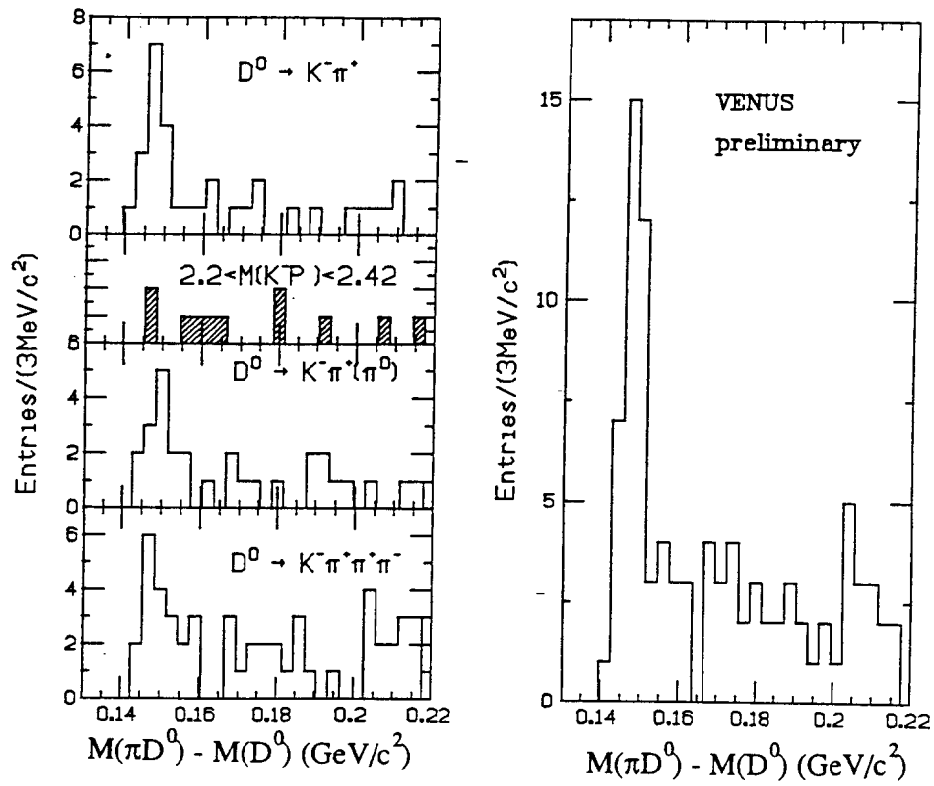 8
6
4
2
0
D⁰ → K⁻π⁺
2.2<M(K⁻P)<2.42
6
4
2
0
D⁰ → K⁻π⁺(π⁰)
6
4
2
0
D⁰ → K⁻π⁺π⁺π⁻
0.14 0.16 0.18 0.2 0.22
M(πD⁰) - M(D⁰) (GeV/c²)
Entries/(3MeV/c²)
15
10
5
0
VENUS
preliminary
0.14 0.16 0.18 0.2 0.22
M(πD⁰) - M(D⁰) (GeV/c²)
Entries/(3MeV/c²)